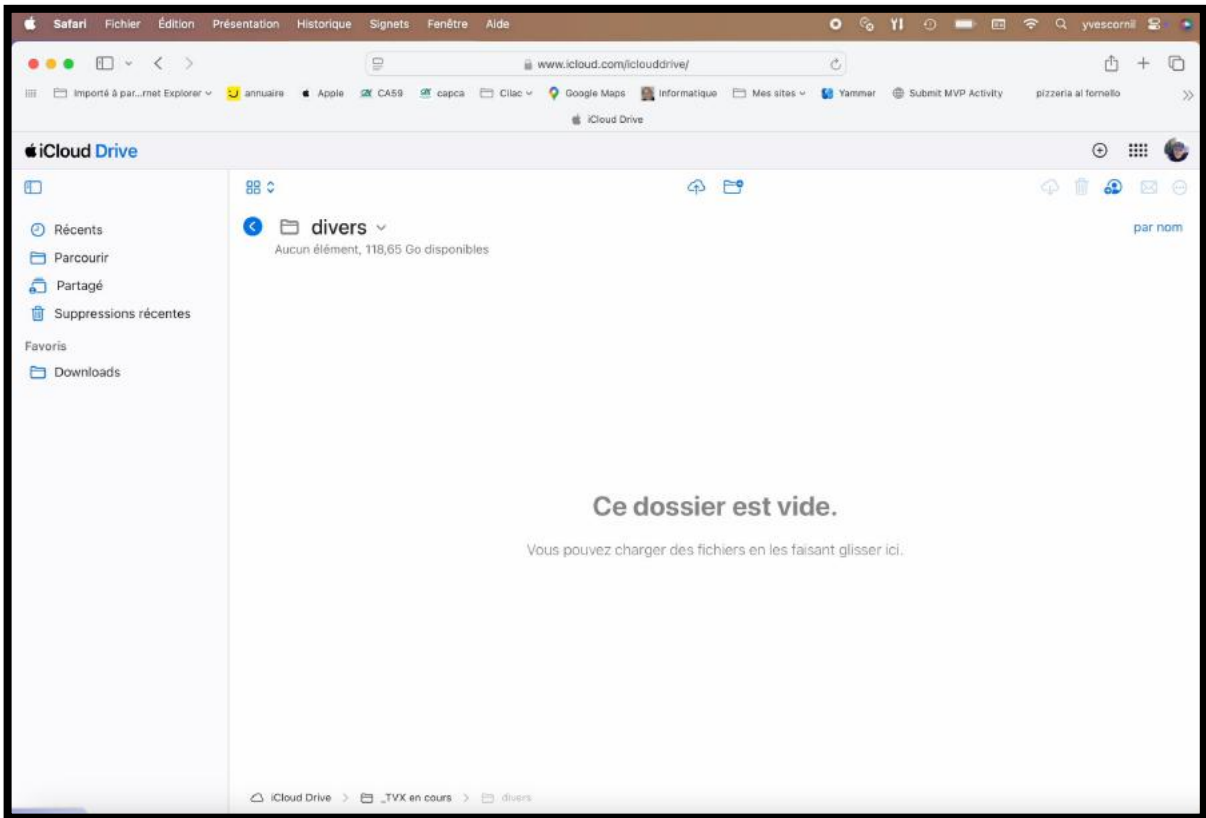 Safari Fichier Édition Présentation Historique Signets Fenêtre Aide yvescornil
www.icloud.com/iclouddrive/
Importé à par...rnet Explorer annuaire Apple CA59 capca Cilac Google Maps Informatique Mes sites Yammer Submit MVP Activity pizzeria al fornello
iCloud Drive
iCloud Drive
divers
par nom
Aucun élément, 118,65 Go disponibles
Récents
Parcourir
Partagé
Suppressions récentes
Favoris
Downloads
Ce dossier est vide.
Vous pouvez charger des fichiers en les faisant glisser ici.
iCloud Drive > _TVX en cours > divers